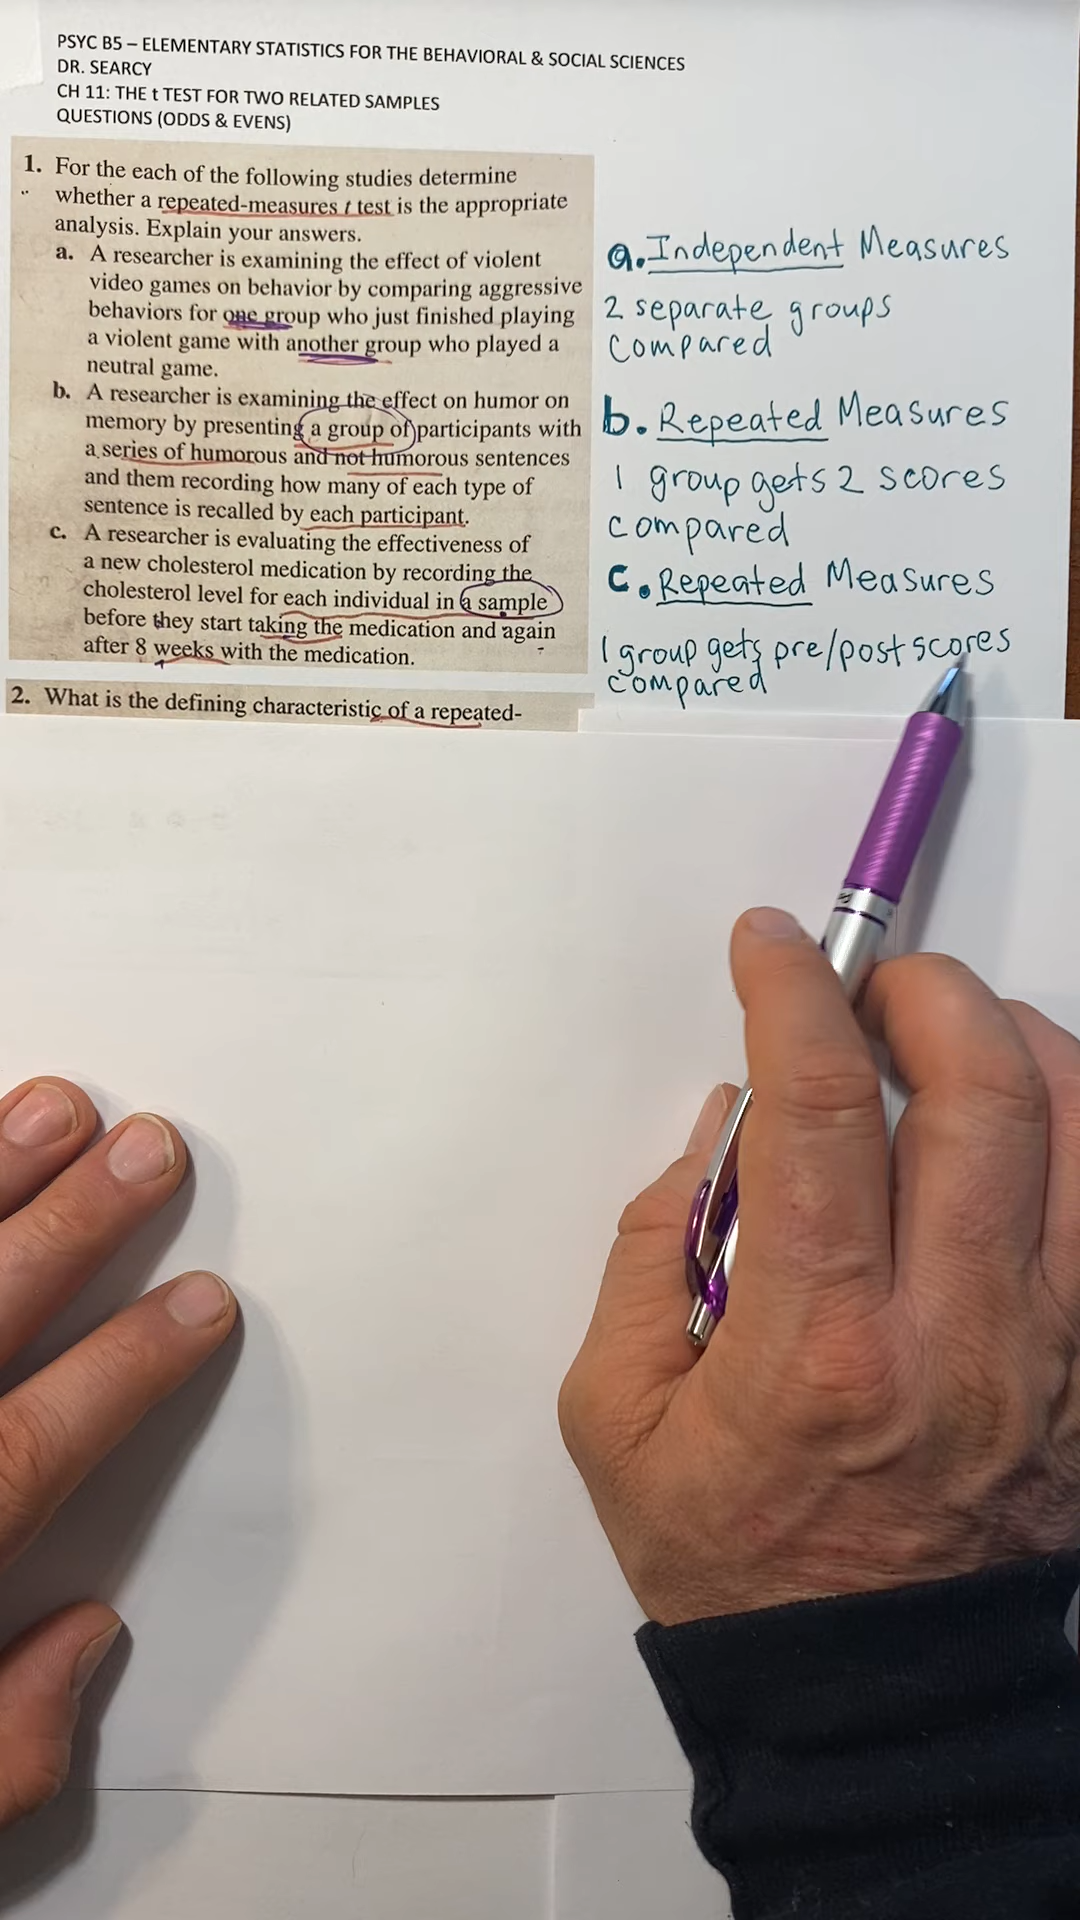 PSYC B5 – ELEMENTARY STATISTICS FOR THE BEHAVIORAL & SOCIAL SCIENCES
DR. SEARCY
CH 11: THE t TEST FOR TWO RELATED SAMPLES
QUESTIONS (ODDS & EVENS)
1. For the each of the following studies determine
whether a repeated-measures t test is the appropriate
analysis. Explain your answers.
a. A researcher is examining the effect of violent
video games on behavior by comparing aggressive
behaviors for one group who just finished playing
a violent game with another group who played a
neutral game.
b. A researcher is examining the effect on humor on
memory by presenting a group of participants with
a series of humorous and not humorous sentences
and them recording how many of each type of
sentence is recalled by each participant.
c. A researcher is evaluating the effectiveness of
a new cholesterol medication by recording the
cholesterol level for each individual in a sample
before they start taking the medication and again
after 8 weeks with the medication.
2. What is the defining characteristic of a repeated-
a. Independent Measures
2 separate groups
compared
b. Repeated Measures
1 group gets 2 scores
compared
c. Repeated Measures
1 group gets pre/post scores
compared